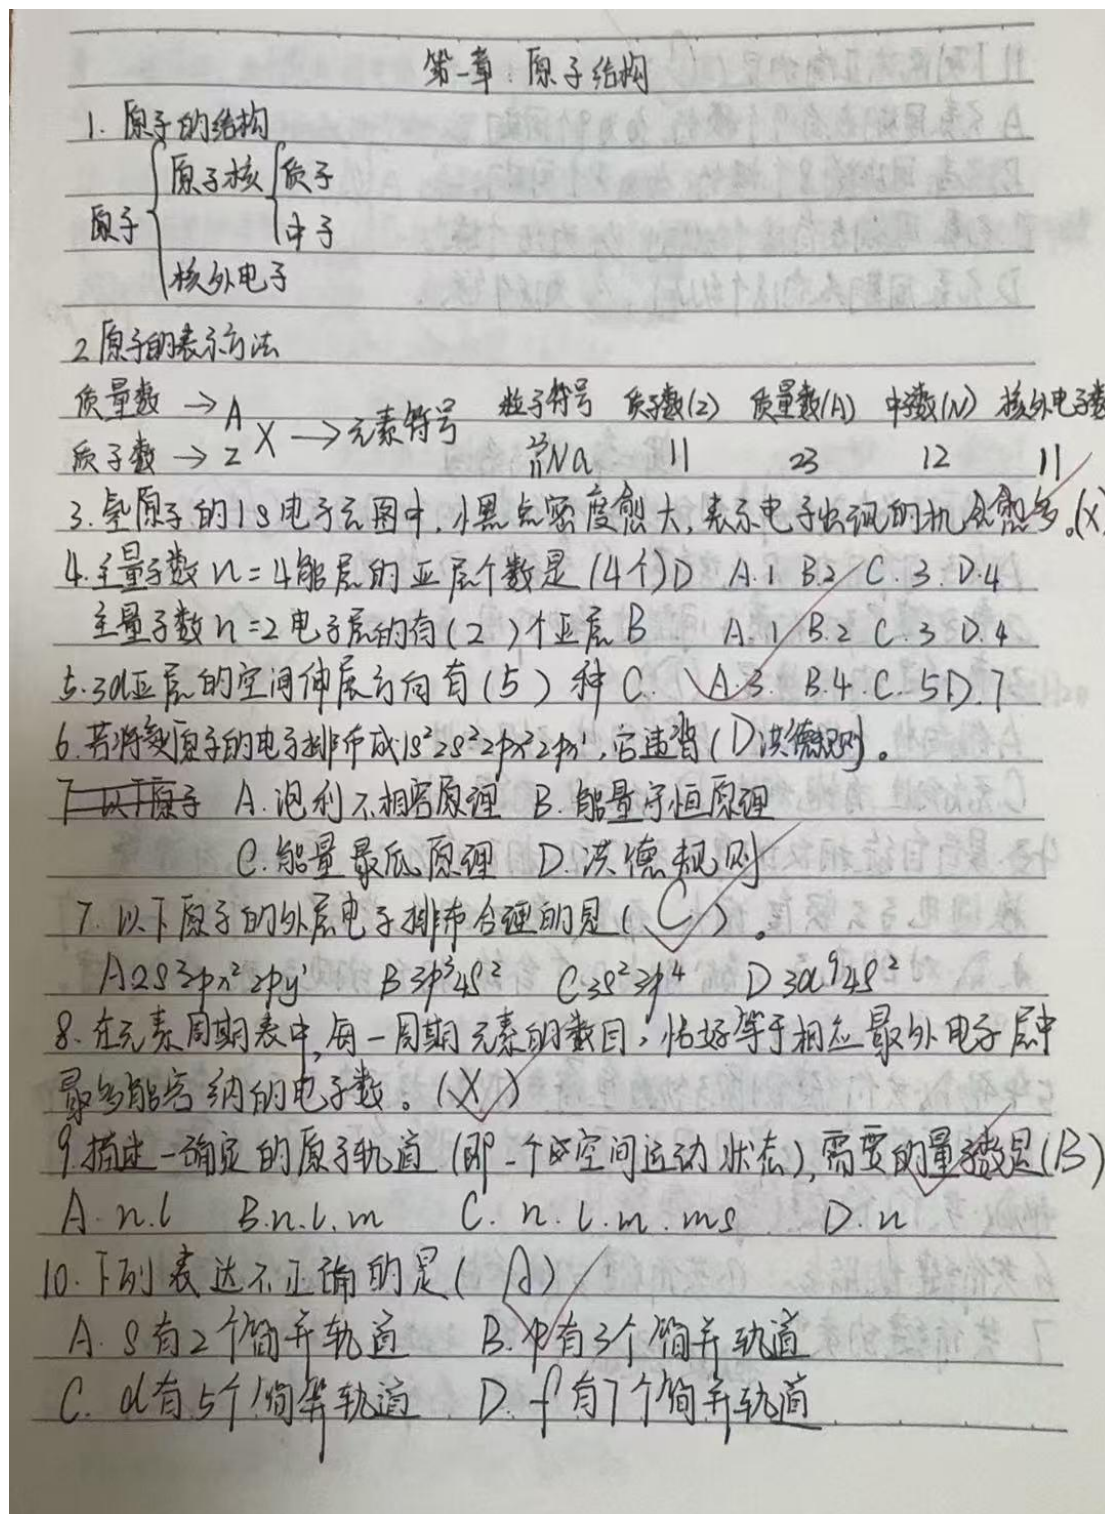 第一章：原子结构
1. 原子的结构
原子 { 原子核 { 质子
中子
核外电子
2 原子的表示方法
质量数 → A 粒子符号 质子数(Z) 质量数(A) 中子数(N) 核外电子数
质子数 → Z X → 元素符号 ²³₁₁Na 11 23 12 11
3. 氢原子的1S电子云图中，小黑点密度愈大，表示电子出现的机会愈多。(X)
4. 主量子数 n=4能层的亚层个数是 (4个)D A.1 B.2 C.3. D.4
主量子数 n=2电子层的有(2)个亚层 B A.1 B.2 C.3 D.4
5. 3d亚层的空间伸展方向有(5)种 C. A.3. B.4. C.5 D.7
6. 若将氮原子的电子排布成1s²2s²2px²2py¹，它违背(D洪德规则)。
7 以下原子 A. 泡利不相容原理 B. 能量守恒原理
C. 能量最低原理 D. 洪德规则
7. 以下原子的外层电子排布合理的是( C )。
A 2S²2px²2py¹ B 3p³4S² C 3s²3p⁴ D 3d⁹4S²
8. 在元素周期表中，每一周期元素的数目，恰好等于相应最外电子层中
最多能容纳的电子数。(X)
9. 描述一确定的原子轨道(即一个空间运动状态)，需要的量子数是(B)
A. n.l B. n.l.m C. n.l.m.ms D. n
10. 下列表达不正确的是( A )
A. S有2个简并轨道 B. p有3个简并轨道
C. d有5个简并轨道 D. f有7个简并轨道